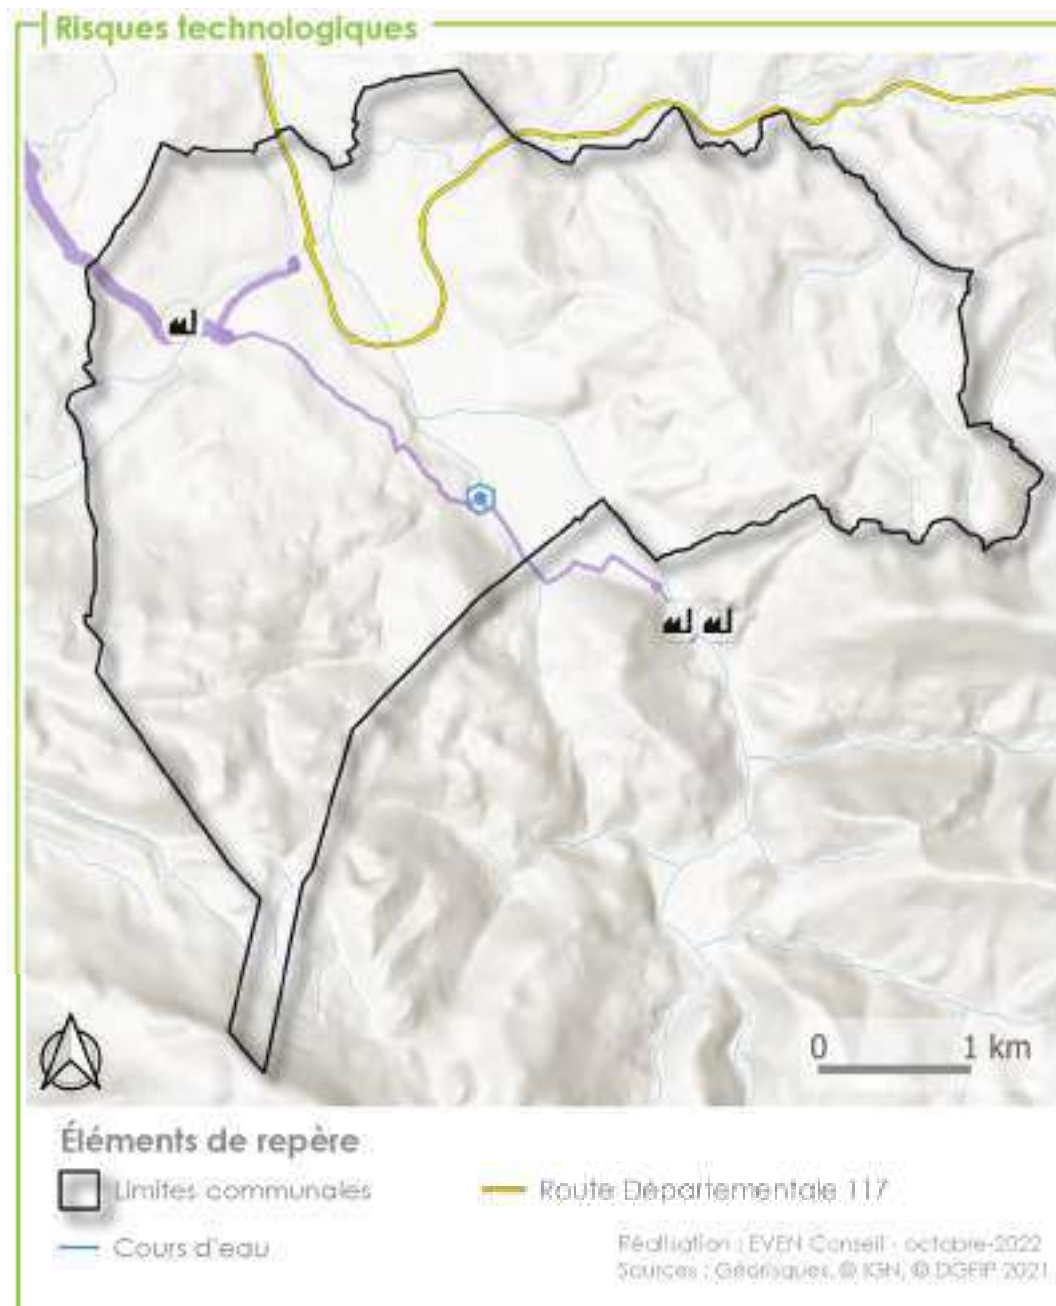 Risques technologiques
0 1 km
Éléments de repère
Limites communales
Route Départementale 117
Cours d'eau
Réalisation : EVEN Conseil - octobre-2022
Sources : Géorisques, © IGN, © DGFIP 2021